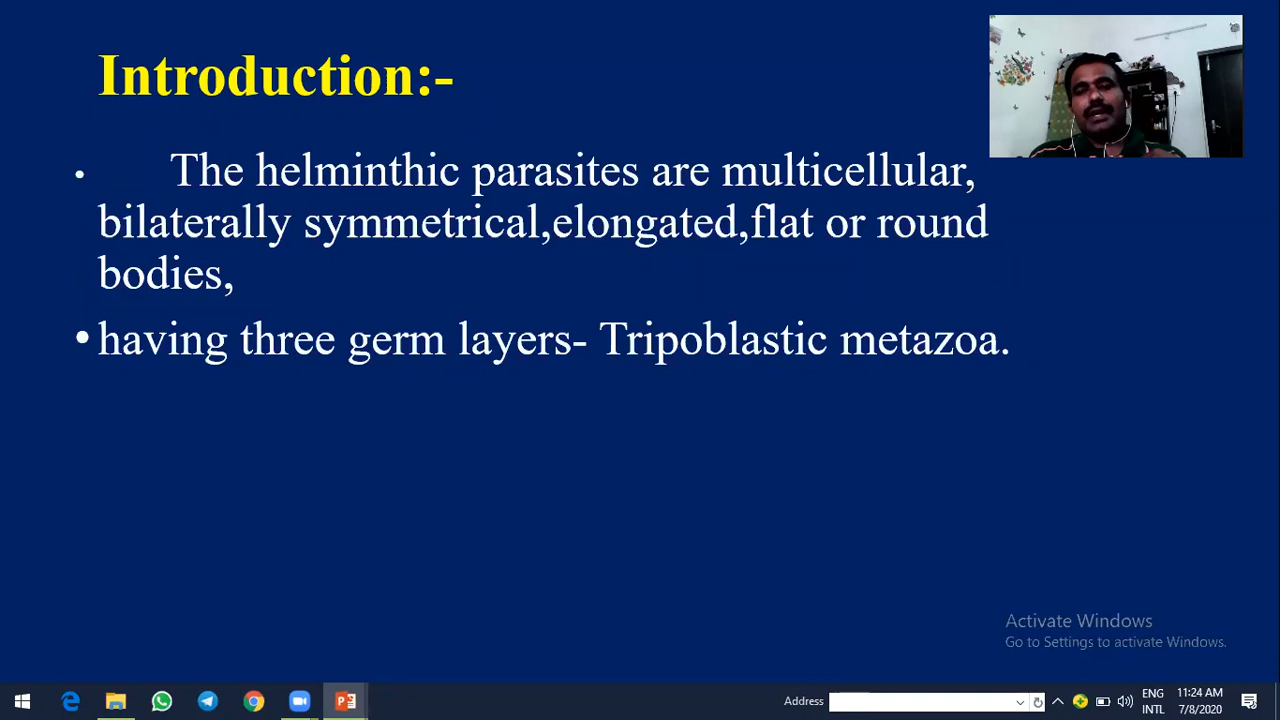 Introduction:-
• The helminthic parasites are multicellular,
bilaterally symmetrical,elongated,flat or round
bodies,
• having three germ layers- Tripoblastic metazoa.
Activate Windows
Go to Settings to activate Windows.
Address
ENG
INTL
11:24 AM
7/8/2020